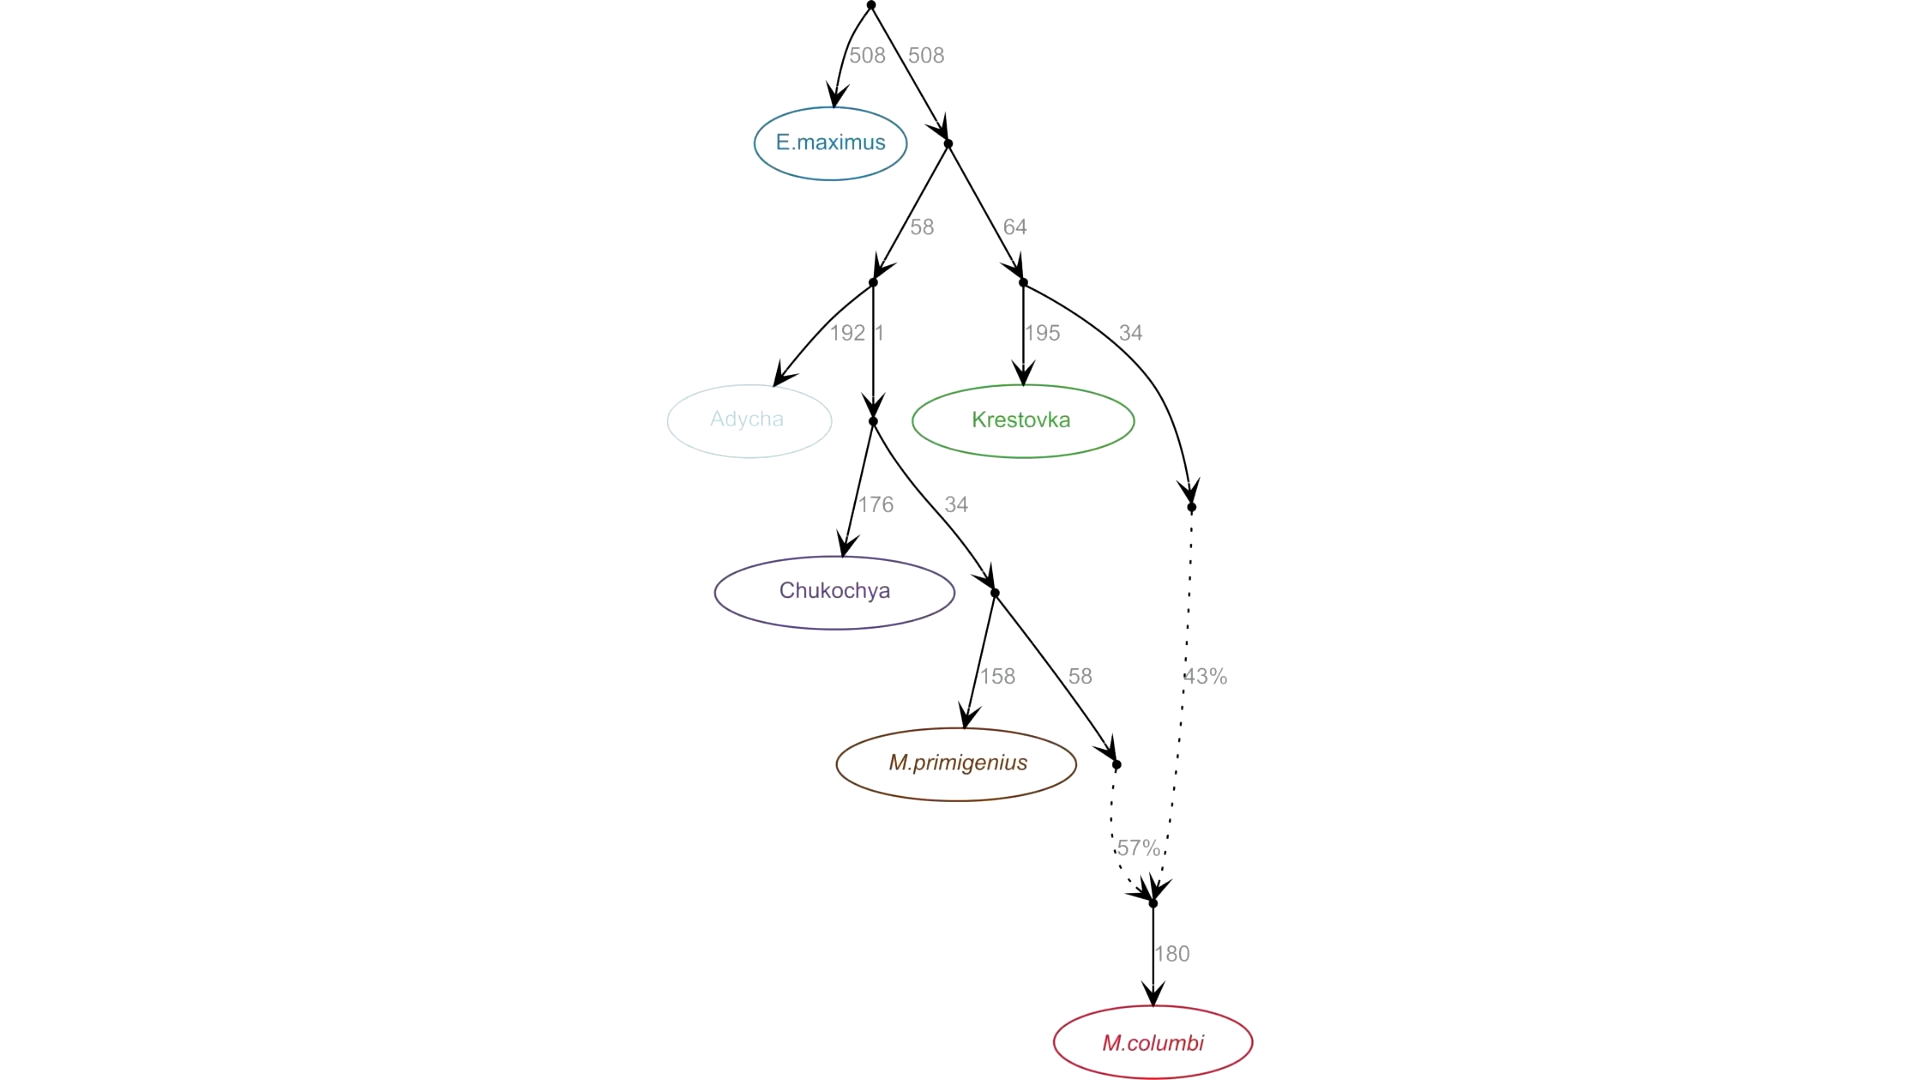 508 508
E.maximus
58 64
192 1 195 34
Adycha Krestovka
176 34
Chukochya
158 58 43%
M.primigenius
57%
180
M.columbi